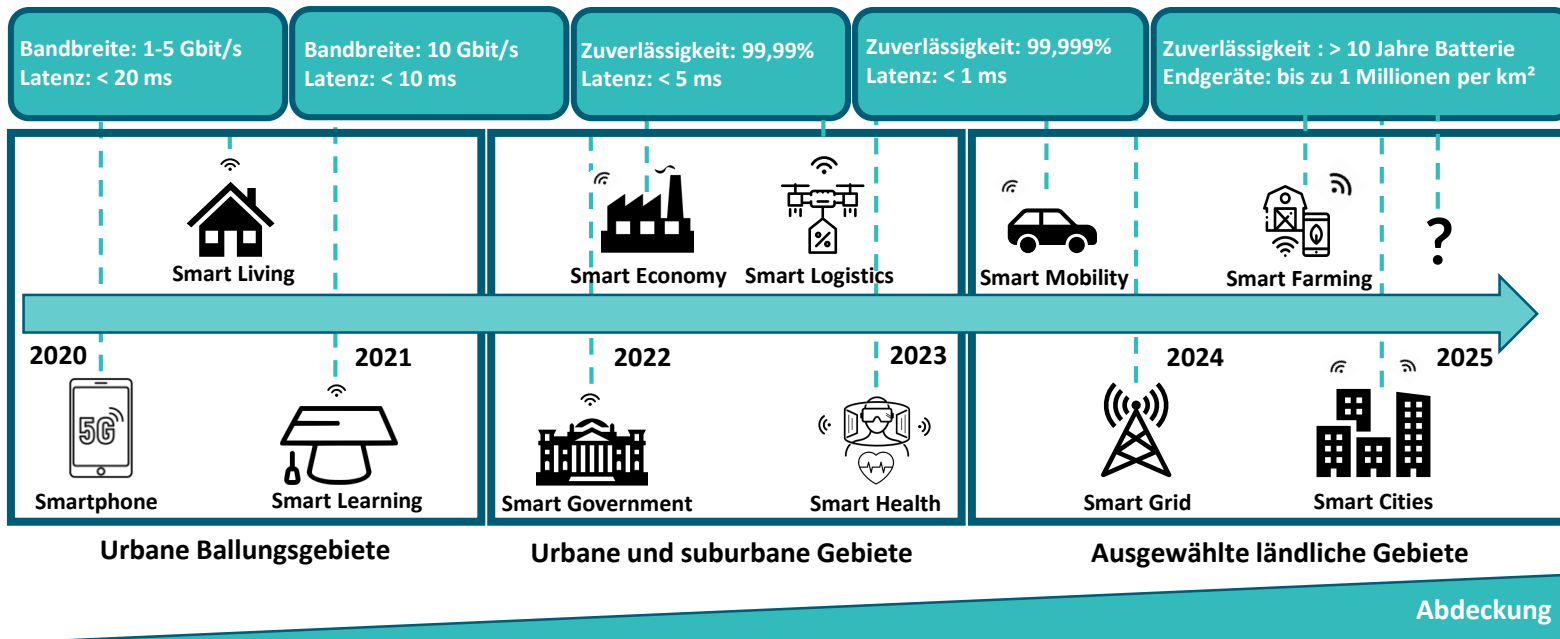 Bandbreite: 1-5 Gbit/s
Latenz: < 20 ms
Bandbreite: 10 Gbit/s
Latenz: < 10 ms
Zuverlässigkeit: 99,99%
Latenz: < 5 ms
Zuverlässigkeit: 99,999%
Latenz: < 1 ms
Zuverlässigkeit : > 10 Jahre Batterie
Endgeräte: bis zu 1 Millionen per km²
%
?
Smart Living
Smart Economy
Smart Logistics
Smart Mobility
Smart Farming
2020
2021
2022
2023
2024
2025
5G
Smartphone
Smart Learning
Smart Government
Smart Health
Smart Grid
Smart Cities
Urbane Ballungsgebiete
Urbane und suburbane Gebiete
Ausgewählte ländliche Gebiete
Abdeckung